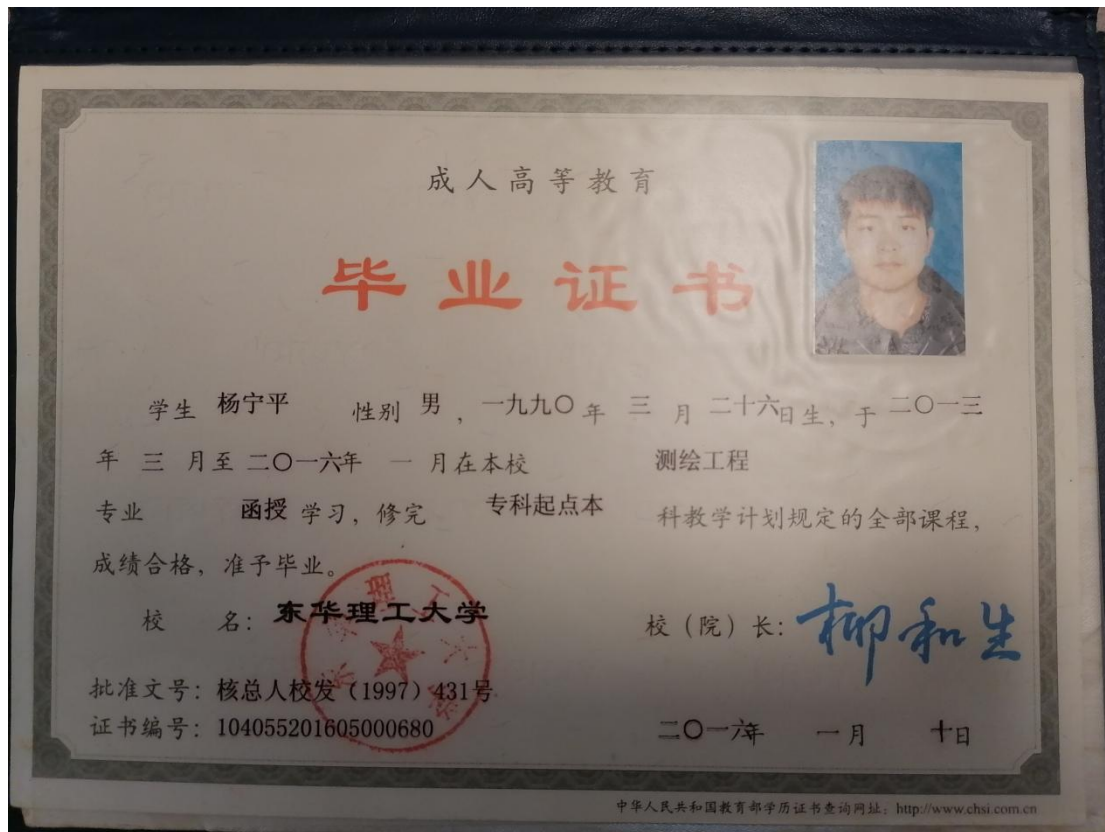 成人高等教育
毕业证书
学生 杨宁平 性别 男 , 一九九〇 年 三 月 二十六日生, 于 二〇一三
年 三 月至 二〇一六年 一 月在本校 测绘工程
专业 函授 学习, 修完 专科起点本 科教学计划规定的全部课程,
成绩合格, 准予毕业。
校 名: 东华理工大学
校（院）长: 柳和生
批准文号: 核总人校发（1997）431号
证书编号: 104055201605000680
二〇一六年 一月 十日
东华理工大学
中华人民共和国教育部学历证书查询网址: http://www.chsi.com.cn